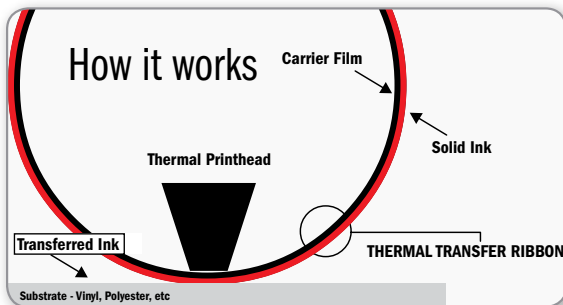 How it works
Carrier Film
Solid Ink
Thermal Printhead
Transferred Ink
THERMAL TRANSFER RIBBON
Substrate - Vinyl, Polyester, etc